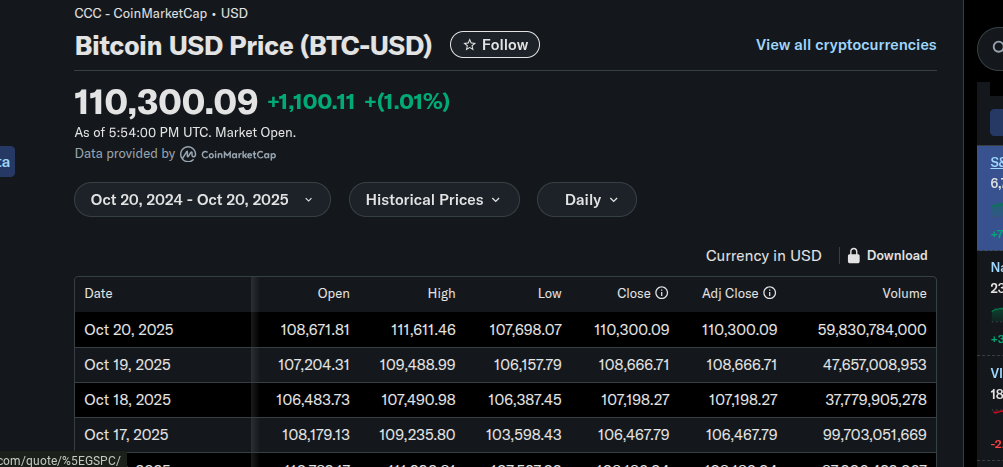 CCC - CoinMarketCap • USD
Bitcoin USD Price (BTC-USD)
Follow
View all cryptocurrencies
110,300.09 +1,100.11 +(1.01%)
As of 5:54:00 PM UTC. Market Open.
Data provided by CoinMarketCap
ta
Oct 20, 2024 - Oct 20, 2025 Historical Prices Daily
S&
6,7
+7
Currency in USD Download
Na
23
Date Open High Low Close Adj Close Volume
Oct 20, 2025 108,671.81 111,611.46 107,698.07 110,300.09 110,300.09 59,830,784,000
+3
Oct 19, 2025 107,204.31 109,488.99 106,157.79 108,666.71 108,666.71 47,657,008,953
VI
18
Oct 18, 2025 106,483.73 107,490.98 106,387.45 107,198.27 107,198.27 37,779,905,278
Oct 17, 2025 108,179.13 109,235.80 103,598.43 106,467.79 106,467.79 99,703,051,669
-2
com/quote/%5EGSPC/